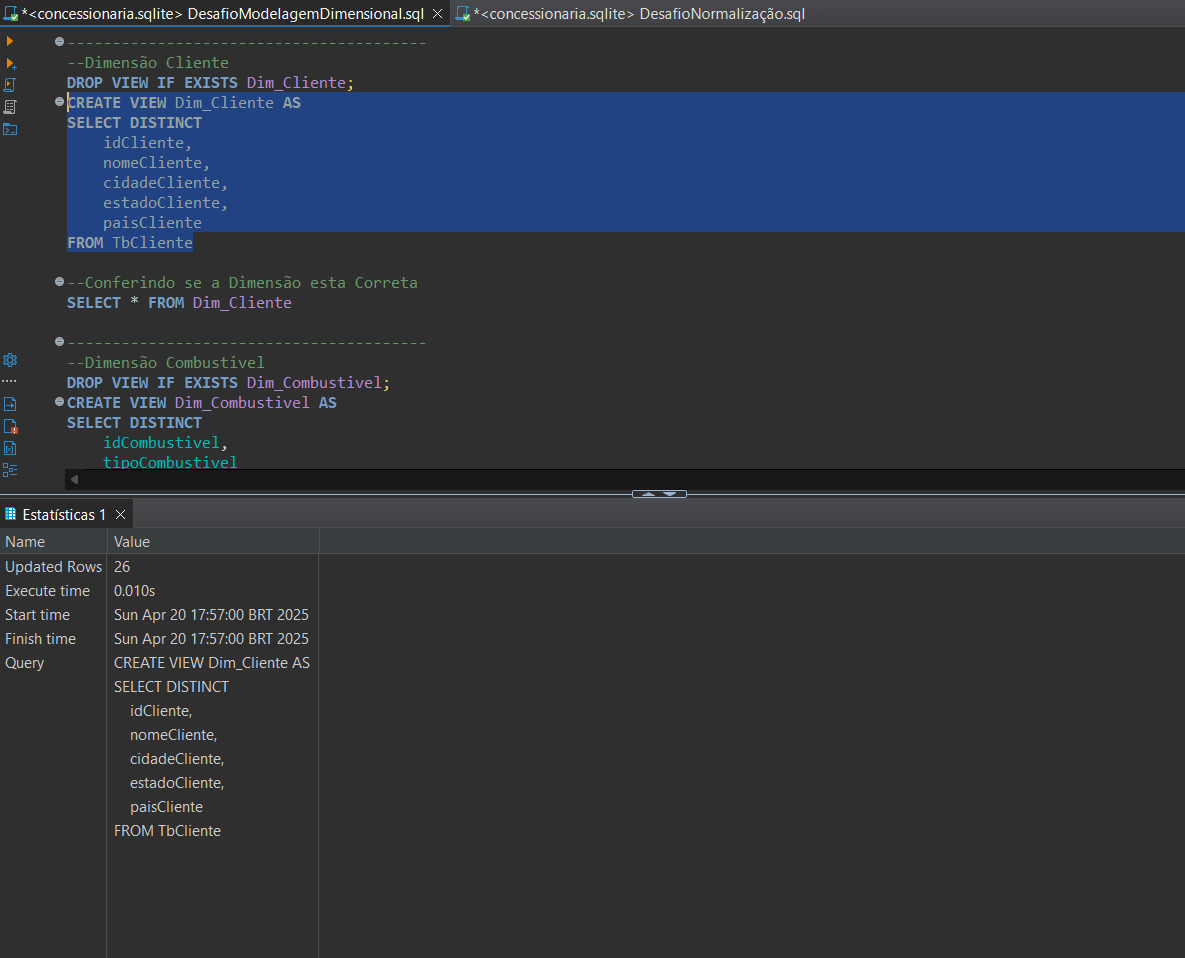 *<concessionaria.sqlite> DesafioModelagemDimensional.sql
*<concessionaria.sqlite> DesafioNormalização.sql
----------------------------------------
--Dimensão Cliente
DROP VIEW IF EXISTS Dim_Cliente;
CREATE VIEW Dim_Cliente AS
SELECT DISTINCT
    idCliente,
    nomeCliente,
    cidadeCliente,
    estadoCliente,
    paisCliente
FROM TbCliente
--Conferindo se a Dimensão esta Correta
SELECT * FROM Dim_Cliente
----------------------------------------
--Dimensão Combustivel
DROP VIEW IF EXISTS Dim_Combustivel;
CREATE VIEW Dim_Combustivel AS
SELECT DISTINCT
    idCombustivel,
    tipoCombustivel
Estatísticas 1
Name Value
Updated Rows 26
Execute time 0.010s
Start time Sun Apr 20 17:57:00 BRT 2025
Finish time Sun Apr 20 17:57:00 BRT 2025
Query CREATE VIEW Dim_Cliente AS
SELECT DISTINCT
    idCliente,
    nomeCliente,
    cidadeCliente,
    estadoCliente,
    paisCliente
FROM TbCliente